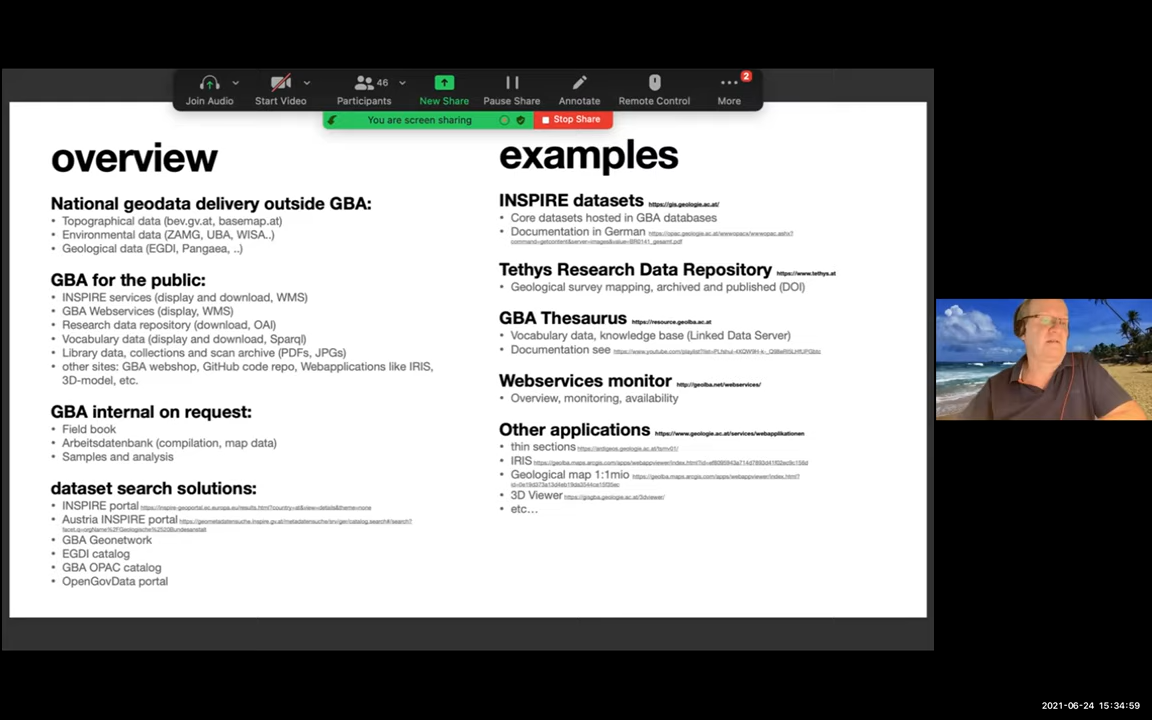 46
2
Join Audio
Start Video
Participants
New Share
Pause Share
Annotate
Remote Control
More
You are screen sharing
Stop Share
overview
National geodata delivery outside GBA:
• Topographical data (bev.gv.at, basemap.at)
• Environmental data (ZAMG, UBA, WISA..)
• Geological data (EGDI, Pangaea, ..)
GBA for the public:
• INSPIRE services (display and download, WMS)
• GBA Webservices (display, WMS)
• Research data repository (download, OAI)
• Vocabulary data (display and download, Sparql)
• Library data, collections and scan archive (PDFs, JPGs)
• other sites: GBA webshop, GitHub code repo, Webapplications like IRIS,
3D-model, etc.
GBA internal on request:
• Field book
• Arbeitsdatenbank (compilation, map data)
• Samples and analysis
dataset search solutions:
• INSPIRE portal
• Austria INSPIRE portal
• GBA Geonetwork
• EGDI catalog
• GBA OPAC catalog
• OpenGovData portal
examples
INSPIRE datasets https://gis.geologie.ac.at/
• Core datasets hosted in GBA databases
• Documentation in German
Tethys Research Data Repository https://www.tethys.at
• Geological survey mapping, archived and published (DOI)
GBA Thesaurus https://resource.geolba.ac.at
• Vocabulary data, knowledge base (Linked Data Server)
• Documentation see
Webservices monitor http://geolba.net/webservices/
• Overview, monitoring, availability
Other applications https://www.geologie.ac.at/services/webapplikationen
• thin sections
• IRIS
• Geological map 1:1mio
• 3D Viewer https://gisgba.geologie.ac.at/3dviewer/
• etc…
2021-06-24 15:34:59